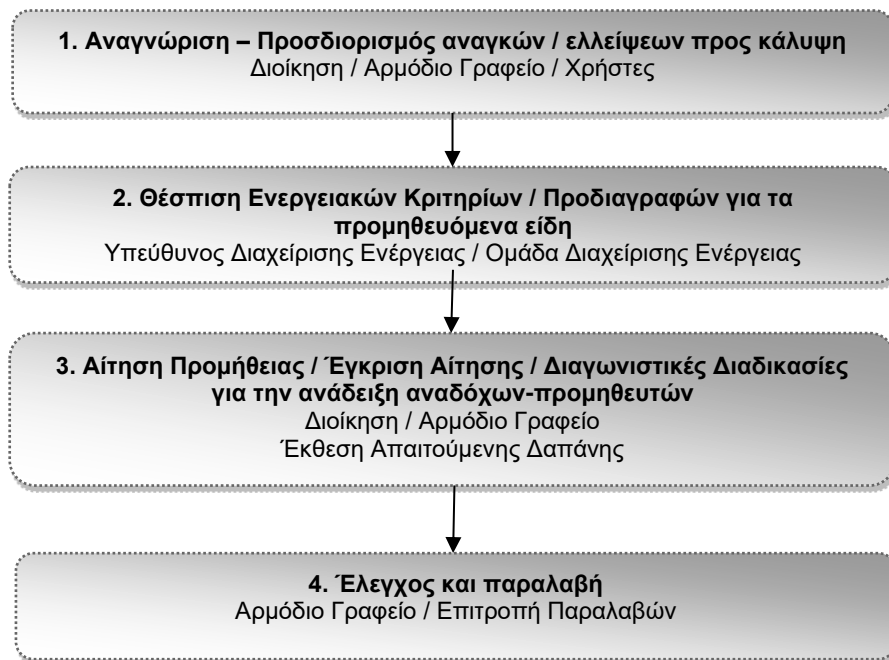 1. Αναγνώριση – Προσδιορισμός αναγκών / ελλείψεων προς κάλυψη
Διοίκηση / Αρμόδιο Γραφείο / Χρήστες
2. Θέσπιση Ενεργειακών Κριτηρίων / Προδιαγραφών για τα
προμηθευόμενα είδη
Υπεύθυνος Διαχείρισης Ενέργειας / Ομάδα Διαχείρισης Ενέργειας
3. Αίτηση Προμήθειας / Έγκριση Αίτησης / Διαγωνιστικές Διαδικασίες
για την ανάδειξη αναδόχων-προμηθευτών
Διοίκηση / Αρμόδιο Γραφείο
Έκθεση Απαιτούμενης Δαπάνης
4. Έλεγχος και παραλαβή
Αρμόδιο Γραφείο / Επιτροπή Παραλαβών